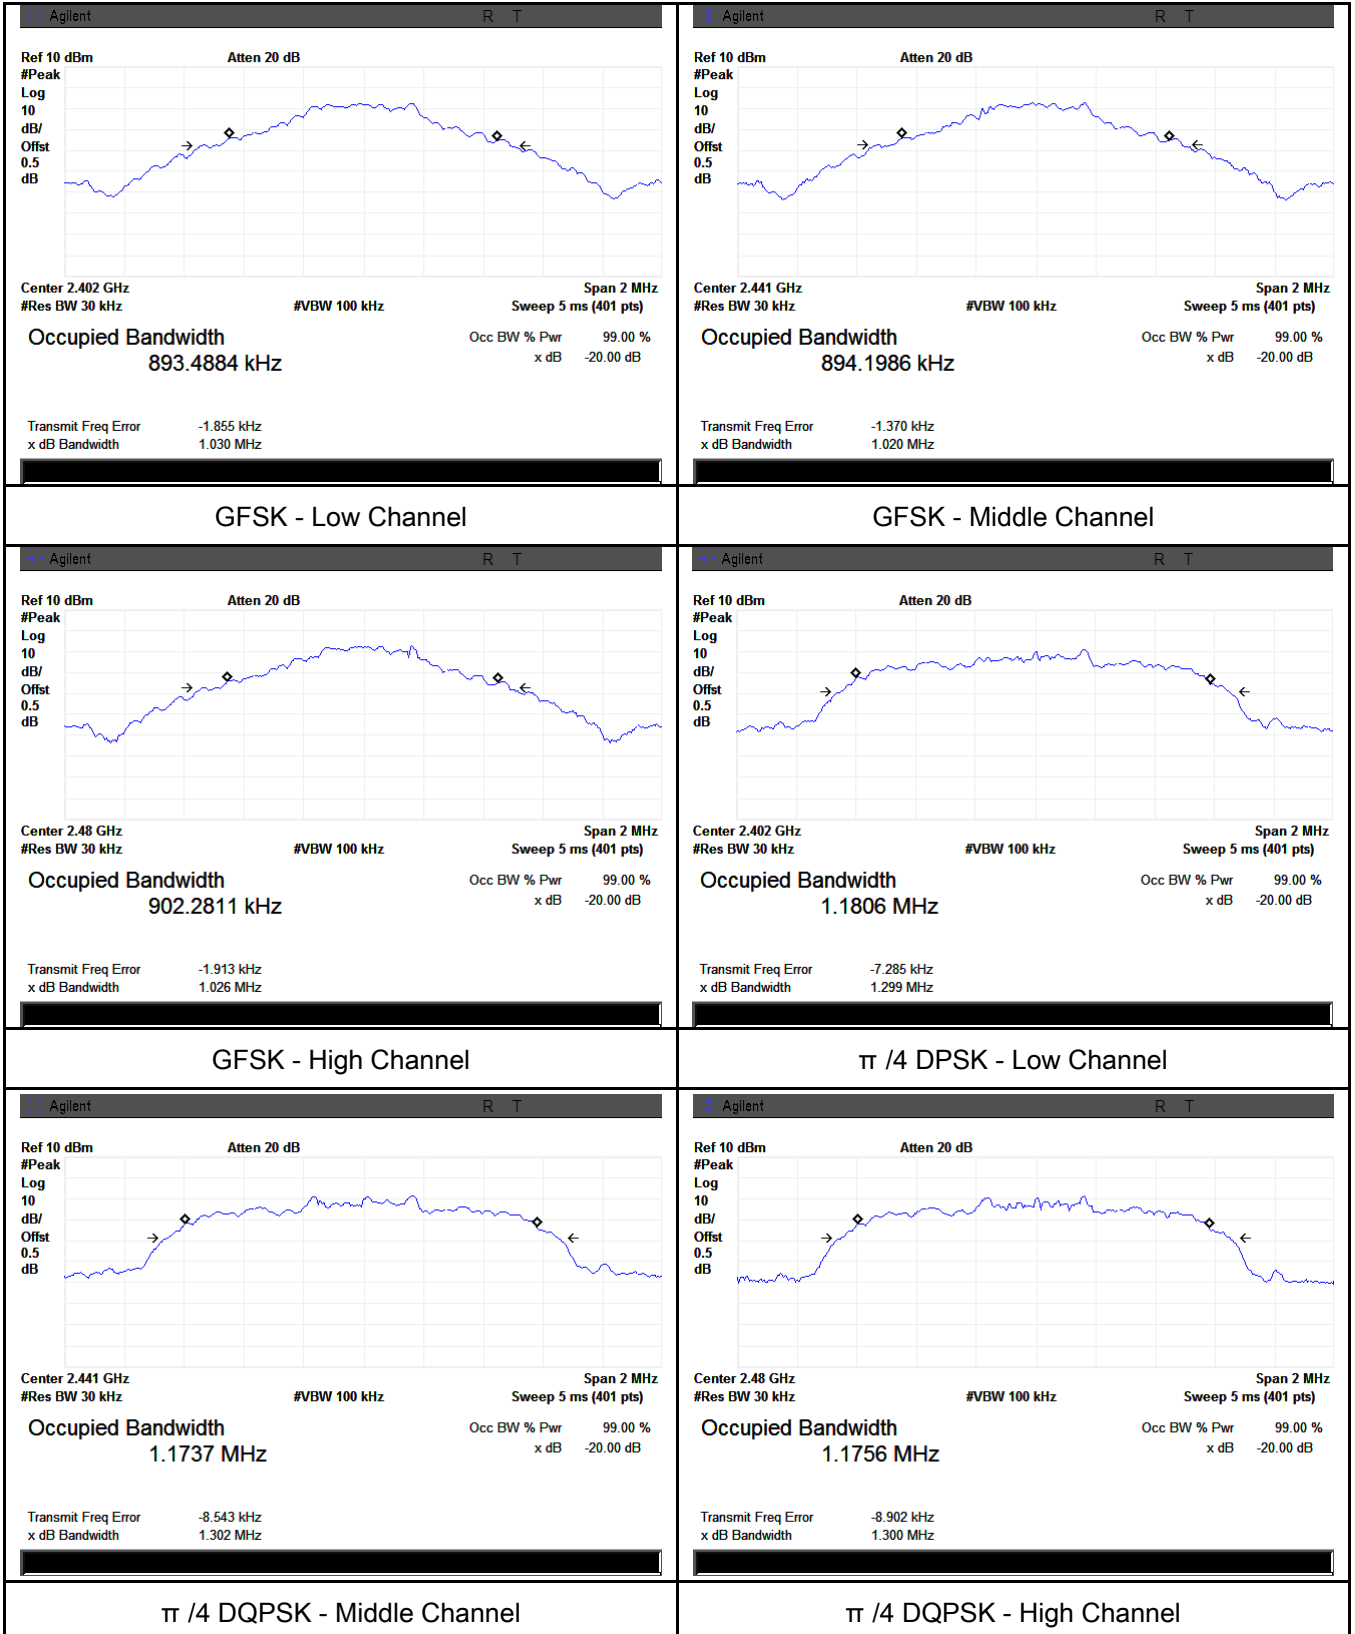 Agilent R T
Ref 10 dBm Atten 20 dB
#Peak
Log
10
dB/
Offst
0.5
dB
Center 2.402 GHz Span 2 MHz
#Res BW 30 kHz #VBW 100 kHz Sweep 5 ms (401 pts)
Occupied Bandwidth Occ BW % Pwr 99.00 %
893.4884 kHz x dB -20.00 dB
Transmit Freq Error -1.855 kHz
x dB Bandwidth 1.030 MHz
GFSK - Low Channel
Agilent R T
Ref 10 dBm Atten 20 dB
#Peak
Log
10
dB/
Offst
0.5
dB
Center 2.441 GHz Span 2 MHz
#Res BW 30 kHz #VBW 100 kHz Sweep 5 ms (401 pts)
Occupied Bandwidth Occ BW % Pwr 99.00 %
894.1986 kHz x dB -20.00 dB
Transmit Freq Error -1.370 kHz
x dB Bandwidth 1.020 MHz
GFSK - Middle Channel
Agilent R T
Ref 10 dBm Atten 20 dB
#Peak
Log
10
dB/
Offst
0.5
dB
Center 2.48 GHz Span 2 MHz
#Res BW 30 kHz #VBW 100 kHz Sweep 5 ms (401 pts)
Occupied Bandwidth Occ BW % Pwr 99.00 %
902.2811 kHz x dB -20.00 dB
Transmit Freq Error -1.913 kHz
x dB Bandwidth 1.026 MHz
GFSK - High Channel
Agilent R T
Ref 10 dBm Atten 20 dB
#Peak
Log
10
dB/
Offst
0.5
dB
Center 2.402 GHz Span 2 MHz
#Res BW 30 kHz #VBW 100 kHz Sweep 5 ms (401 pts)
Occupied Bandwidth Occ BW % Pwr 99.00 %
1.1806 MHz x dB -20.00 dB
Transmit Freq Error -7.285 kHz
x dB Bandwidth 1.299 MHz
π /4 DPSK - Low Channel
Agilent R T
Ref 10 dBm Atten 20 dB
#Peak
Log
10
dB/
Offst
0.5
dB
Center 2.441 GHz Span 2 MHz
#Res BW 30 kHz #VBW 100 kHz Sweep 5 ms (401 pts)
Occupied Bandwidth Occ BW % Pwr 99.00 %
1.1737 MHz x dB -20.00 dB
Transmit Freq Error -8.543 kHz
x dB Bandwidth 1.302 MHz
π /4 DQPSK - Middle Channel
Agilent R T
Ref 10 dBm Atten 20 dB
#Peak
Log
10
dB/
Offst
0.5
dB
Center 2.48 GHz Span 2 MHz
#Res BW 30 kHz #VBW 100 kHz Sweep 5 ms (401 pts)
Occupied Bandwidth Occ BW % Pwr 99.00 %
1.1756 MHz x dB -20.00 dB
Transmit Freq Error -8.902 kHz
x dB Bandwidth 1.300 MHz
π /4 DQPSK - High Channel